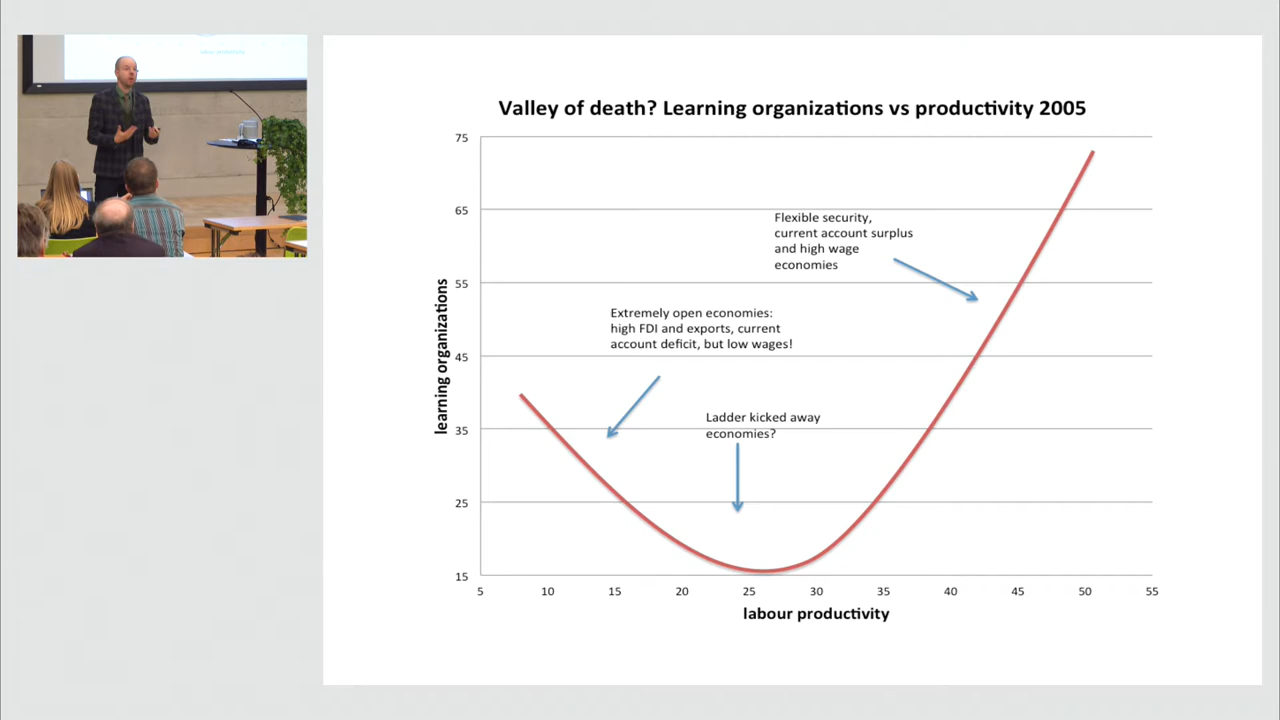 Valley of death? Learning organizations vs productivity 2005
75
65
55
45
35
25
15
learning organizations
Flexible security,
current account surplus
and high wage
economies
Extremely open economies:
high FDI and exports, current
account deficit, but low wages!
Ladder kicked away
economies?
5 10 15 20 25 30 35 40 45 50 55
labour productivity